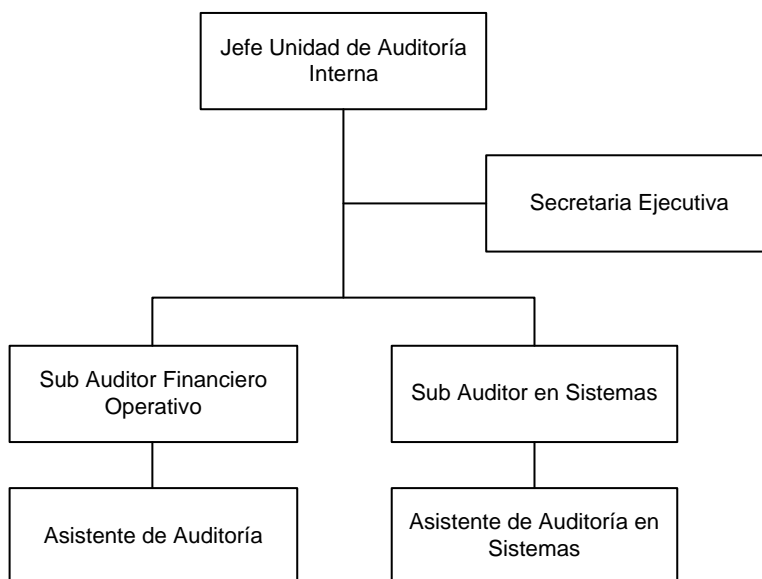 Jefe Unidad de Auditoría
Interna
Secretaria Ejecutiva
Sub Auditor Financiero
Operativo
Sub Auditor en Sistemas
Asistente de Auditoría
Asistente de Auditoría en
Sistemas